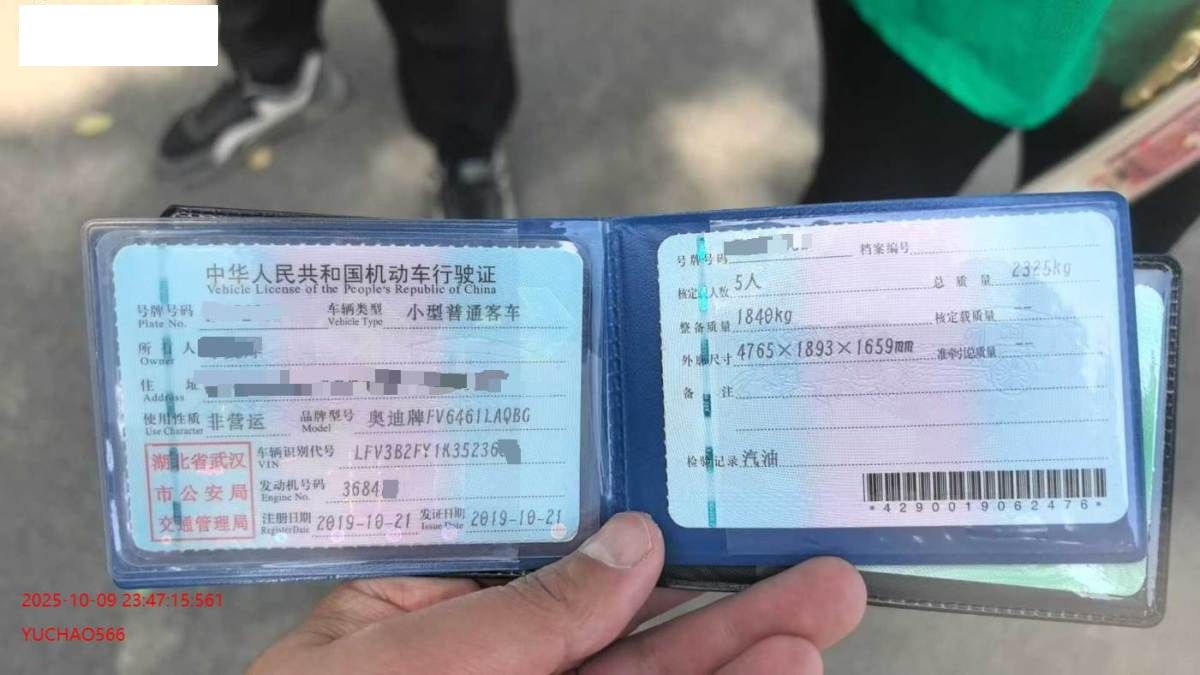 中华人民共和国机动车行驶证
Vehicle License of the People's Republic of China
号牌号码
Plate No.
车辆类型 小型普通客车
Vehicle Type
所有人
Owner
住 址
Address
使用性质 非营运
Use Character
品牌型号 奥迪牌FV6461LAQBG
Model
湖北省武汉
市公安局
交通管理局
车辆识别代号 LFV3B2FY1K35236
VIN
发动机号码 3684
Engine No.
注册日期 2019-10-21
Register Date
发证日期 2019-10-21
Issue Date
号牌号码
档案编号
核定载人数 5人
总质量 2325kg
整备质量 1840kg
核定载质量 --
外廓尺寸 4765×1893×1659mm
准牵引总质量 --
备 注
检验记录 汽油
*4290019062476*
2025-10-09 23:47:15:561
YUCHAO566